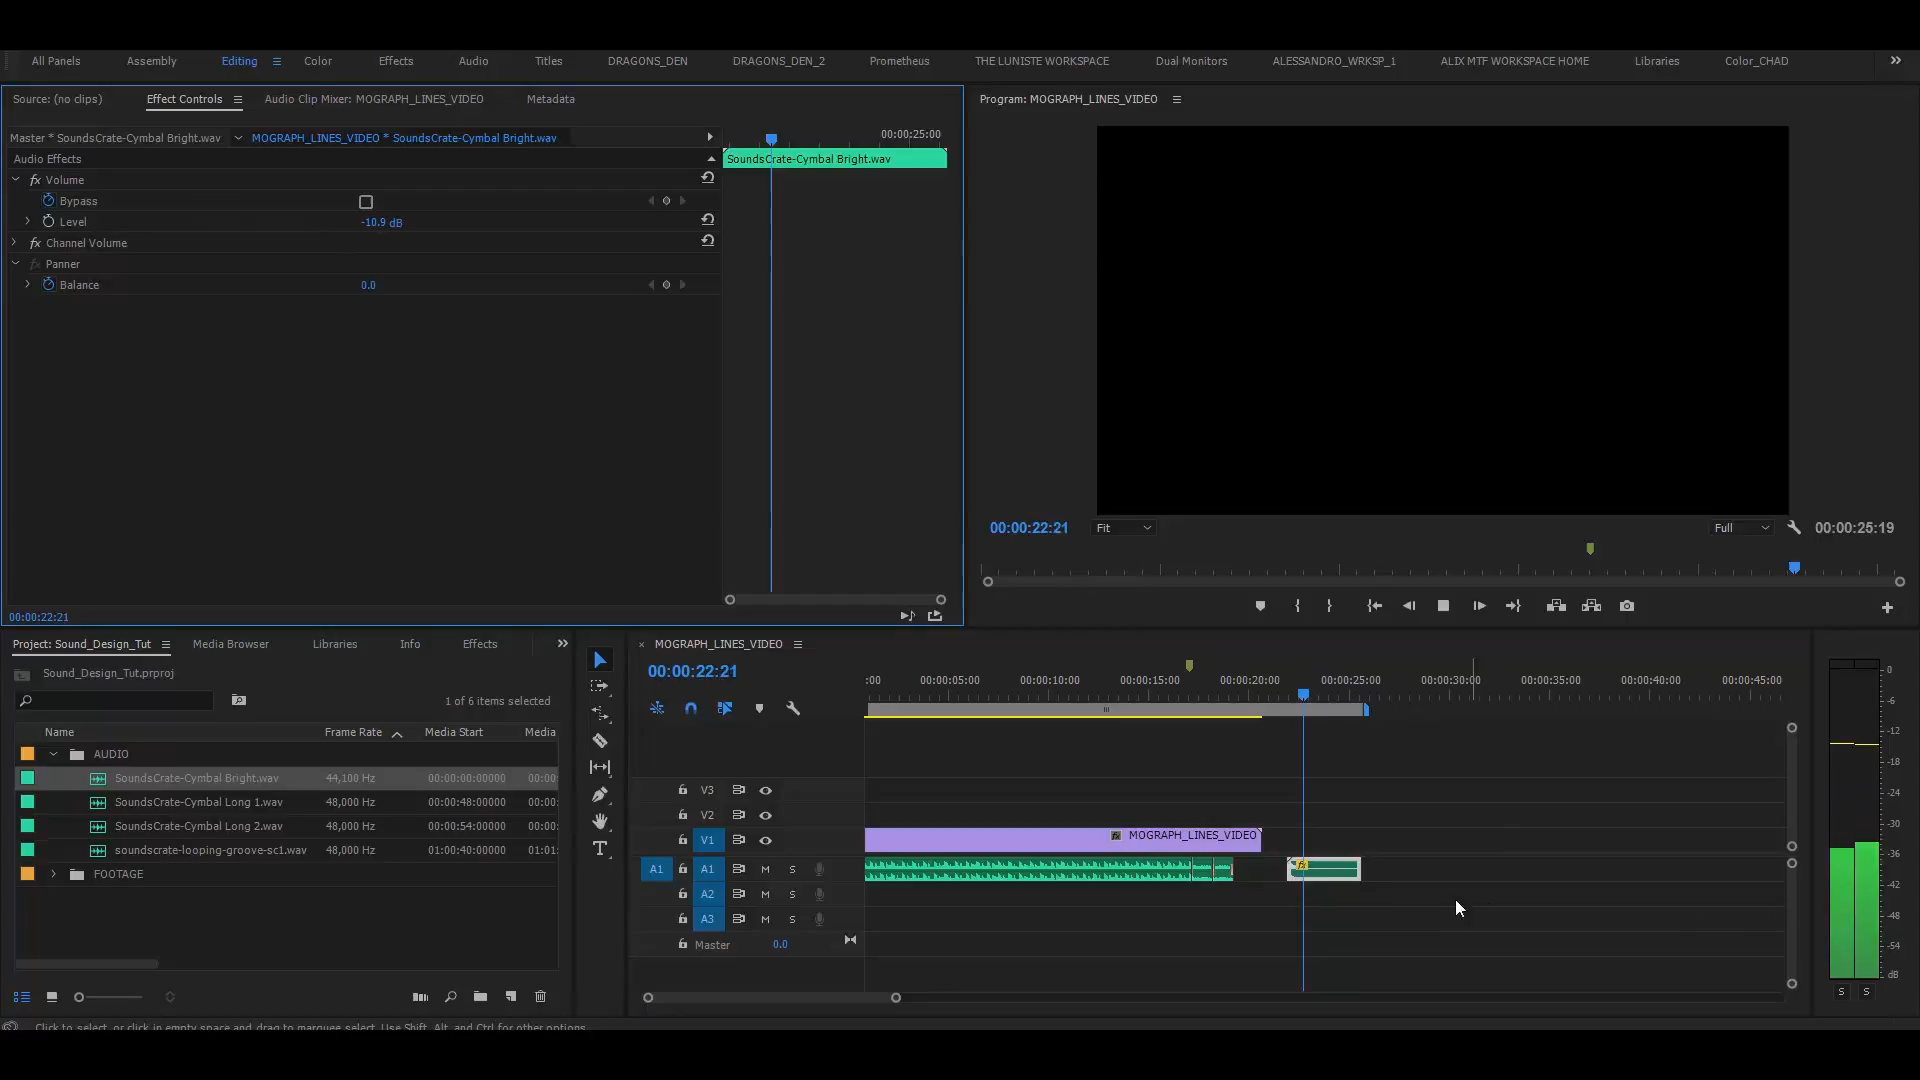 All Panels Assembly Editing Color Effects Audio Titles DRAGONS_DEN DRAGONS_DEN_2 Prometheus THE LUNISTE WORKSPACE Dual Monitors ALESSANDRO_WRKSP_1 ALIX MTF WORKSPACE HOME Libraries Color_CHAD
Source: (no clips) Effect Controls Audio Clip Mixer: MOGRAPH_LINES_VIDEO Metadata
Master * SoundsCrate-Cymbal Bright.wav MOGRAPH_LINES_VIDEO * SoundsCrate-Cymbal Bright.wav 00:00:25:00
Audio Effects SoundsCrate-Cymbal Bright.wav
fx Volume
Bypass
Level -10.9 dB
fx Channel Volume
fx Panner
Balance 0.0
00:00:22:21
Program: MOGRAPH_LINES_VIDEO
00:00:22:21 Fit Full 00:00:25:19
Project: Sound_Design_Tut Media Browser Libraries Info Effects
Sound_Design_Tut.prproj
1 of 6 items selected
Name Frame Rate Media Start Media
AUDIO
SoundsCrate-Cymbal Bright.wav 44,100 Hz 00:00:00:00000 00:00:
SoundsCrate-Cymbal Long 1.wav 48,000 Hz 00:00:48:00000 00:00:
SoundsCrate-Cymbal Long 2.wav 48,000 Hz 00:00:54:00000 00:00:
soundscrate-looping-groove-sc1.wav 48,000 Hz 01:00:40:00000 01:01:
FOOTAGE
× MOGRAPH_LINES_VIDEO
00:00:22:21
:00 00:00:05:00 00:00:10:00 00:00:15:00 00:00:20:00 00:00:25:00 00:00:30:00 00:00:35:00 00:00:40:00 00:00:45:00
V3
V2
V1 fx MOGRAPH_LINES_VIDEO
A1 A1 M S fx
A2 M S
A3 M S
Master 0.0
0
-6
-12
-18
-24
-30
-36
-42
-48
-54
dB
S S
Click to select, or click in empty space and drag to marquee select. Use Shift, Alt, and Ctrl for other options.